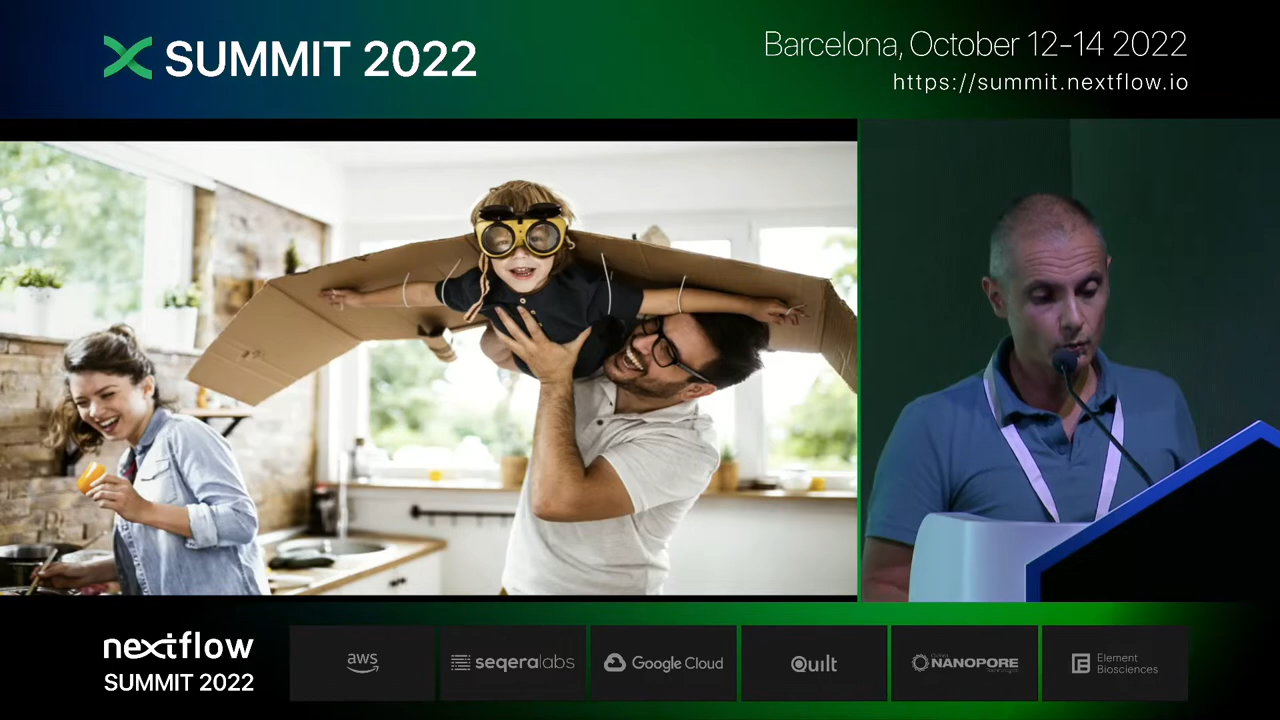 SUMMIT 2022
Barcelona, October 12-14 2022
https://summit.nextflow.io
nextflow
SUMMIT 2022
aws
seqeralabs
Google Cloud
Quilt
NANOPORE
Element
Biosciences